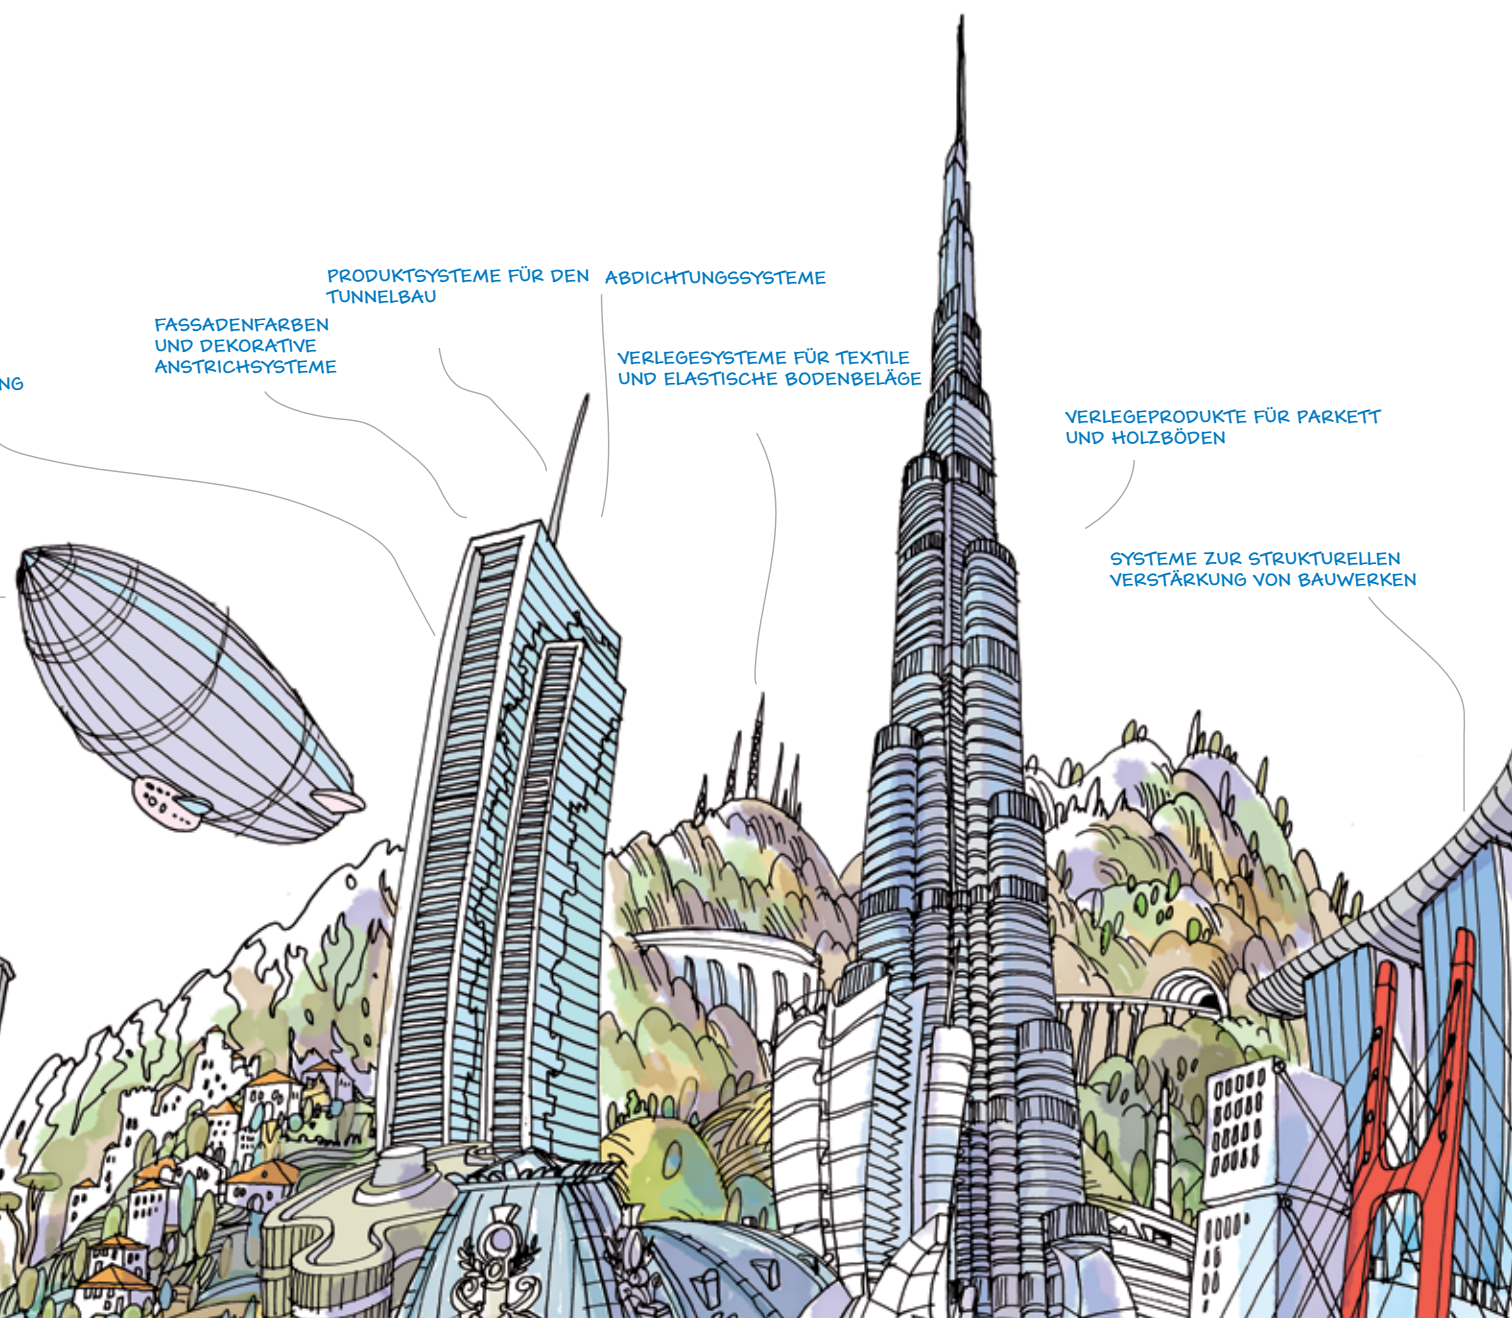 PRODUKTSYSTEME FÜR DEN
TUNNELBAU
ABDICHTUNGSSYSTEME
FASSADENFARBEN
UND DEKORATIVE
ANSTRICHSYSTEME
VERLEGESYSTEME FÜR TEXTILE
UND ELASTISCHE BODENBELÄGE
NG
VERLEGEPRODUKTE FÜR PARKETT
UND HOLZBÖDEN
SYSTEME ZUR STRUKTURELLEN
VERSTÄRKUNG VON BAUWERKEN